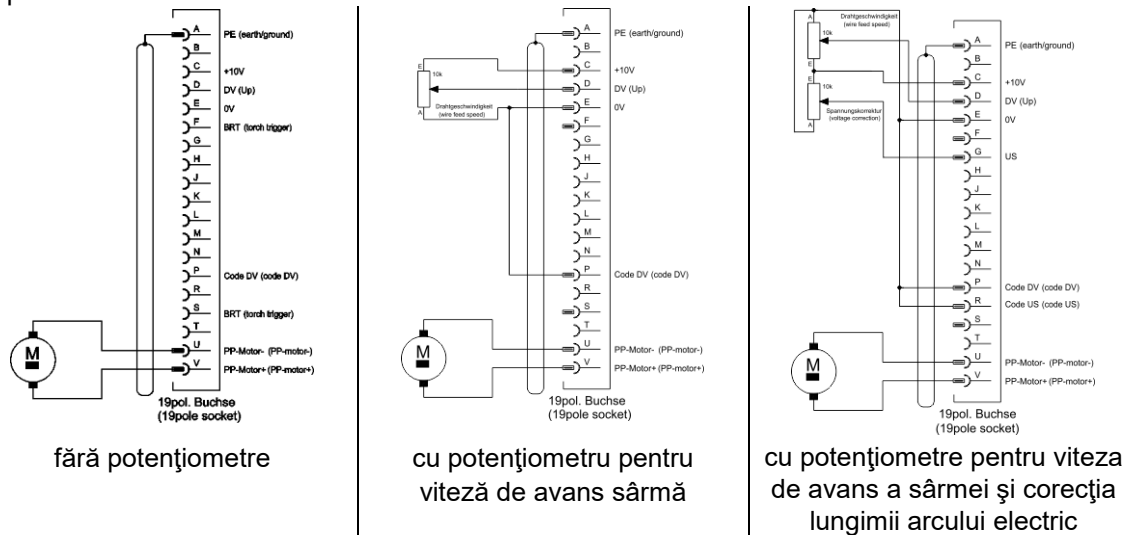 A
PE (earth/ground)
B
C
+10V
D
DV (Up)
E
0V
F
BRT (torch trigger)
G
H
J
K
L
M
N
P
Code DV (code DV)
R
S
BRT (torch trigger)
T
U
PP-Motor- (PP-motor-)
V
PP-Motor+ (PP-motor+)
M
19pol. Buchse
(19pole socket)
fără potenţiometre
A
PE (earth/ground)
B
C
+10V
D
DV (Up)
E
0V
F
G
H
J
K
L
M
N
P
Code DV (code DV)
R
S
T
U
PP-Motor- (PP-motor-)
V
PP-Motor+ (PP-motor+)
E
10k
Drahtgeschwindigkeit
(wire feed speed)
A
M
19pol. Buchse
(19pole socket)
cu potenţiometru pentru
viteză de avans sârmă
A
Drahtgeschwindigkeit
(wire feed speed)
10k
E
E
10k
Spannungskorrektur
(voltage correction)
A
A
PE (earth/ground)
B
C
+10V
D
DV (Up)
E
0V
F
G
US
H
J
K
L
M
N
P
Code DV (code DV)
R
Code US (code US)
S
T
U
PP-Motor- (PP-motor-)
V
PP-Motor+ (PP-motor+)
M
19pol. Buchse
(19pole socket)
cu potenţiometre pentru viteza
de avans a sârmei şi corecţia
lungimii arcului electric